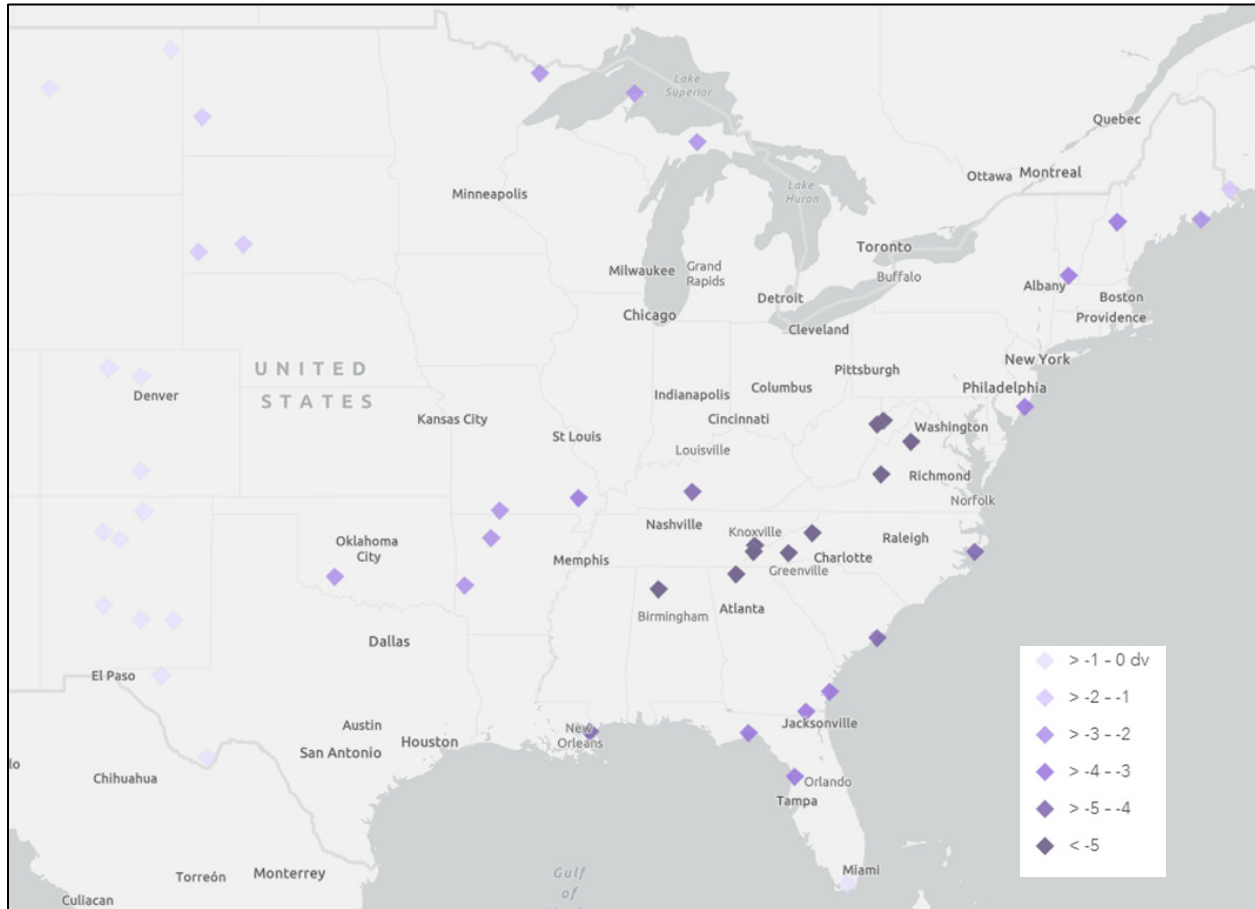 Lake
Superior
Quebec
Ottawa
Montreal
Minneapolis
Lake
Huron
Toronto
Milwaukee
Grand
Rapids
Buffalo
Albany
Boston
Detroit
Chicago
Providence
Cleveland
New York
UNITED
STATES
Denver
Pittsburgh
Columbus
Philadelphia
Indianapolis
Kansas City
Cincinnati
Washington
St Louis
Louisville
Richmond
Norfolk
Nashville
Knoxville
Raleigh
Oklahoma
City
Memphis
Charlotte
Greenville
Birmingham
Atlanta
Dallas
El Paso
Austin
New
Orleans
Jacksonville
Houston
San Antonio
lo
Chihuahua
Orlando
Tampa
Miami
Torreón
Monterrey
Gulf
of
Culiacan
> -1 - 0 dv
> -2 - -1
> -3 - -2
> -4 - -3
> -5 - -4
< -5